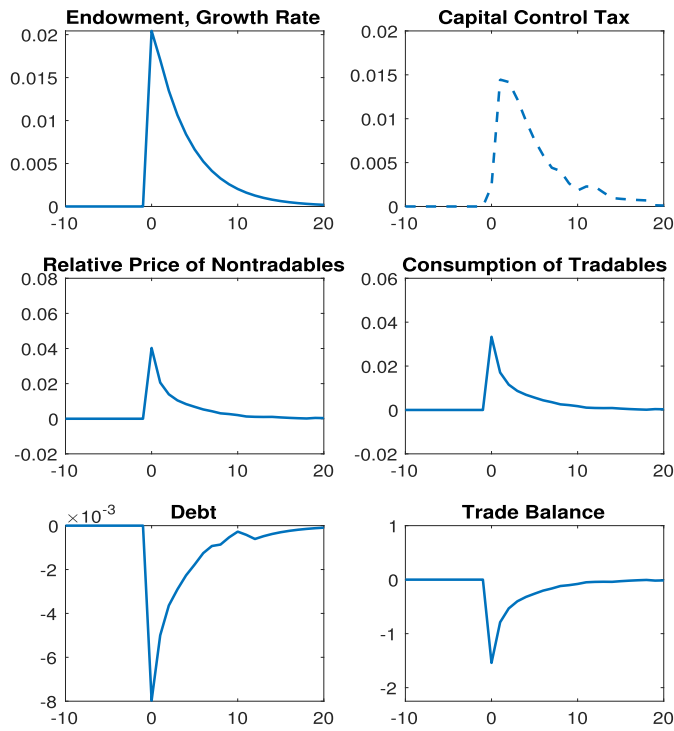 Endowment, Growth Rate
0.02
0.015
0.01
0.005
0
-10 0 10 20
Capital Control Tax
0.02
0.015
0.01
0.005
0
-10 0 10 20
Relative Price of Nontradables
0.08
0.06
0.04
0.02
0
-0.02
-10 0 10 20
Consumption of Tradables
0.06
0.04
0.02
0
-0.02
-10 0 10 20
Debt
×10⁻³
0
-2
-4
-6
-8
-10 0 10 20
Trade Balance
1
0
-1
-2
-10 0 10 20